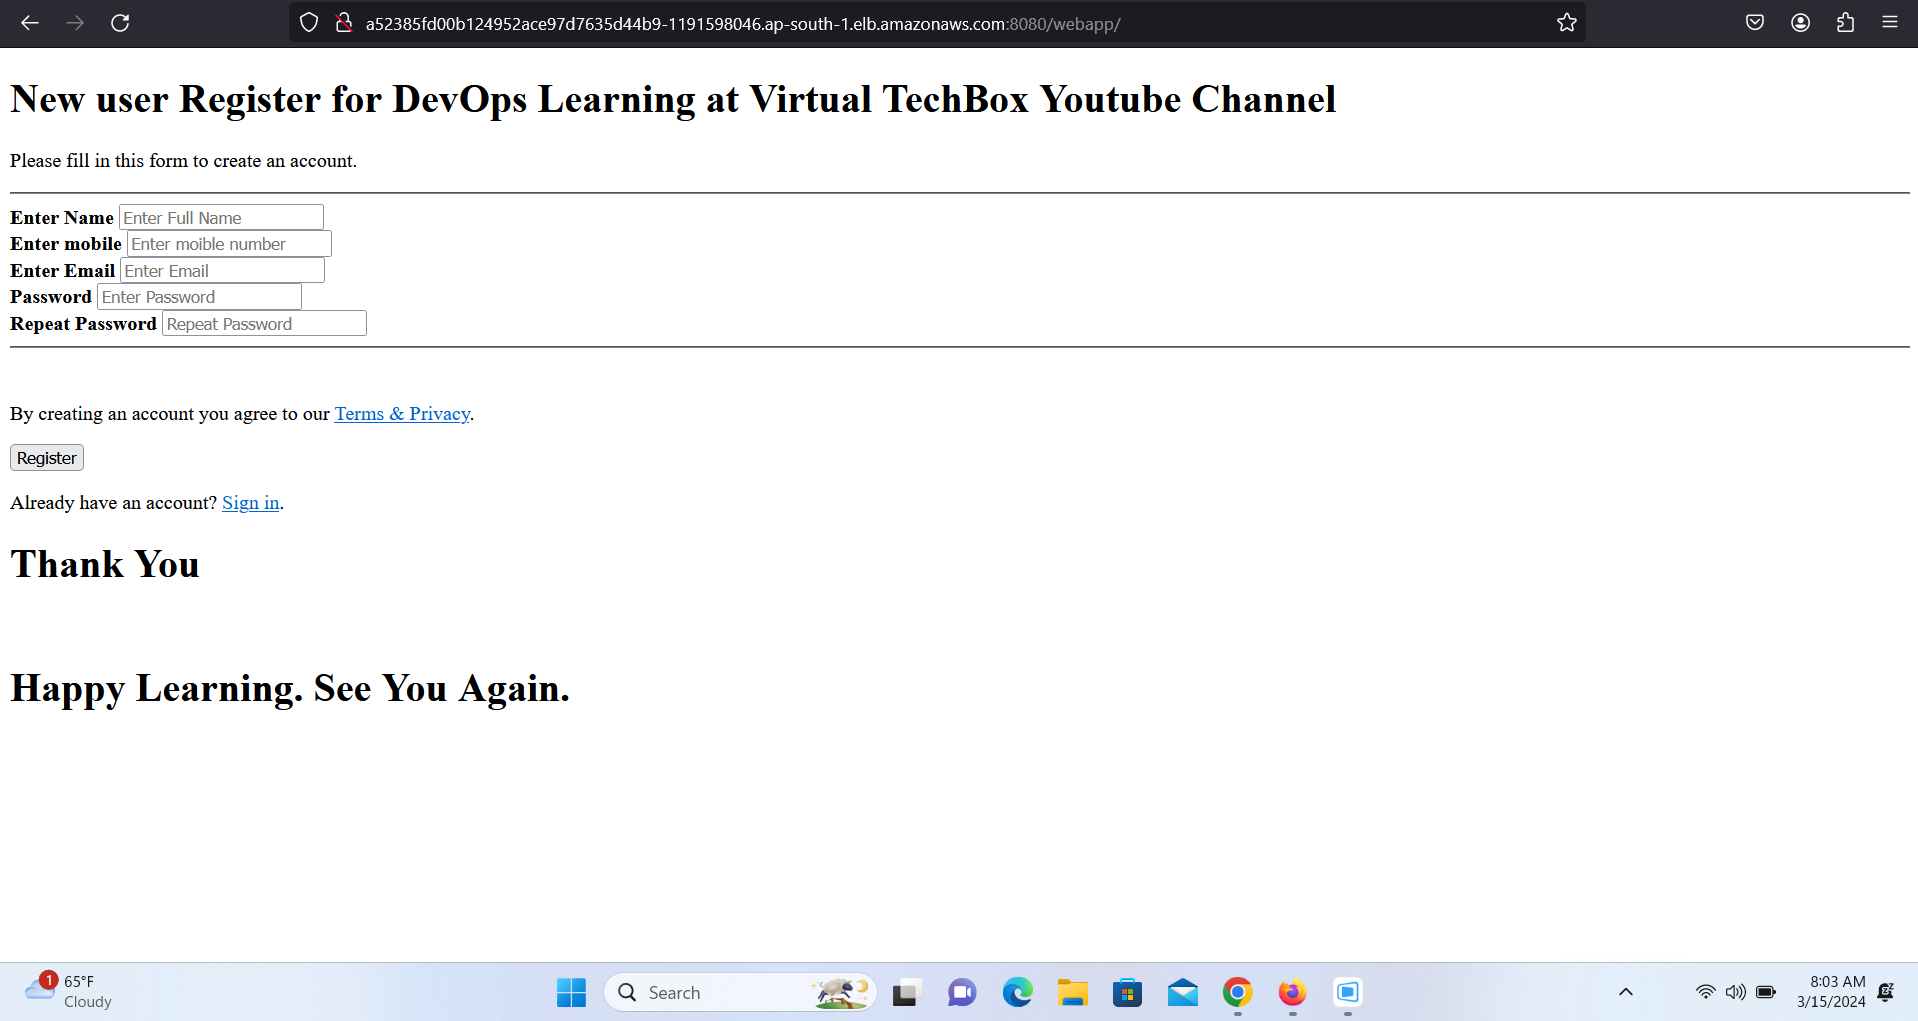 a52385fd00b124952ace97d7635d44b9-1191598046.ap-south-1.elb.amazonaws.com:8080/webapp/
New user Register for DevOps Learning at Virtual TechBox Youtube Channel
Please fill in this form to create an account.
Enter Name Enter Full Name
Enter mobile Enter moible number
Enter Email Enter Email
Password Enter Password
Repeat Password Repeat Password
By creating an account you agree to our Terms & Privacy.
Register
Already have an account? Sign in.
Thank You
Happy Learning. See You Again.
1
65°F
Cloudy
Search
8:03 AM
3/15/2024